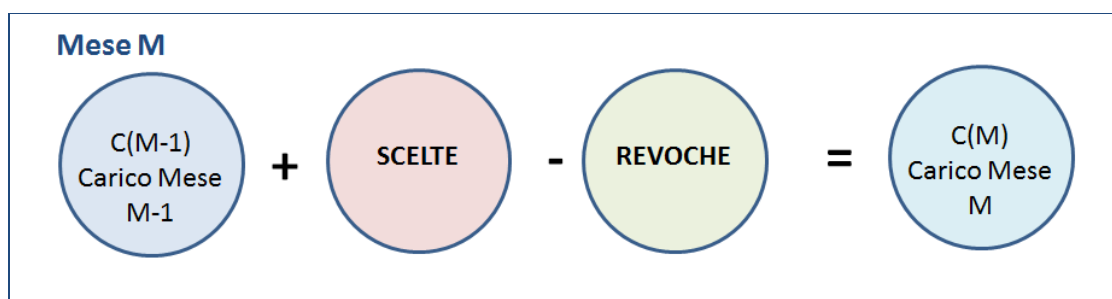 Mese M
C(M-1)
Carico Mese
M-1
+
SCELTE
-
REVOCHE
=
C(M)
Carico Mese
M